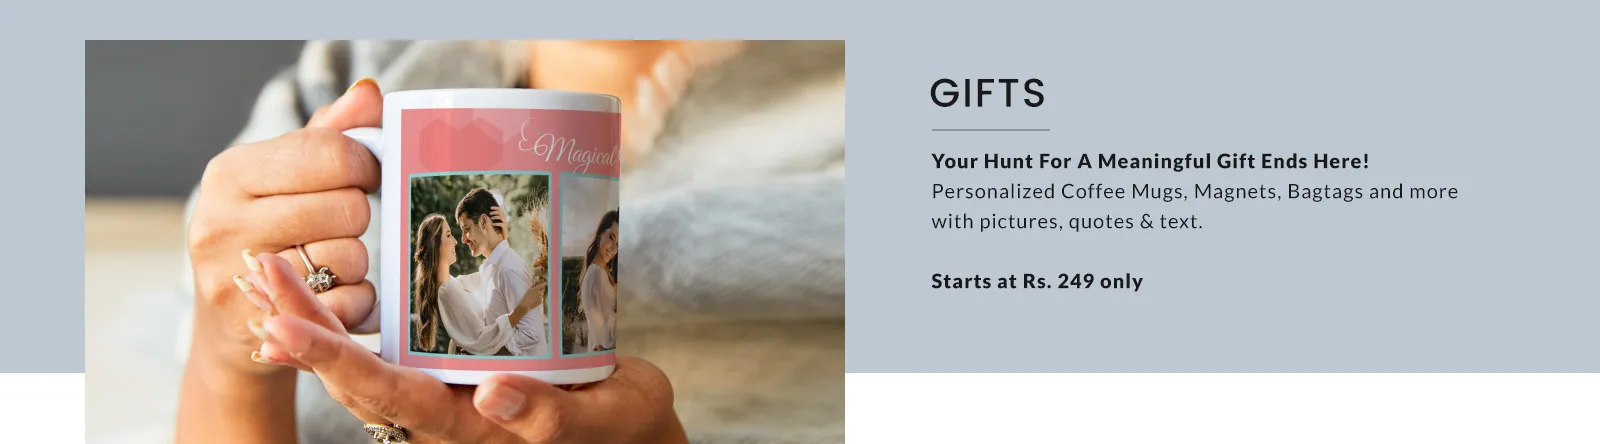 Magical
GIFTS
Your Hunt For A Meaningful Gift Ends Here!
Personalized Coffee Mugs, Magnets, Bagtags and more
with pictures, quotes & text.
Starts at Rs. 249 only